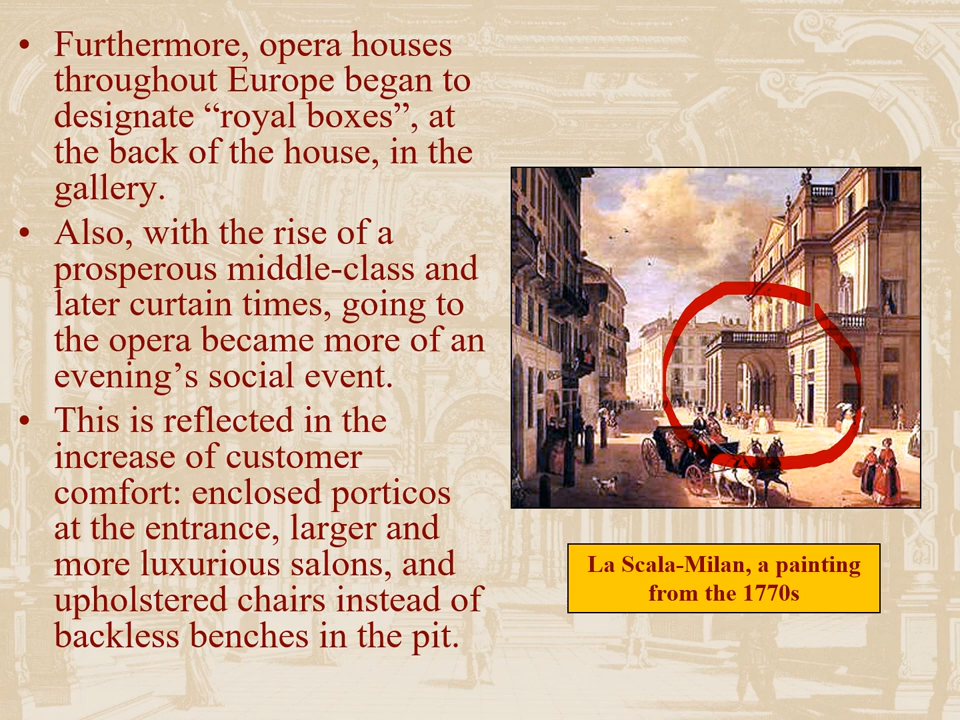 • Furthermore, opera houses
throughout Europe began to
designate “royal boxes”, at
the back of the house, in the
gallery.
• Also, with the rise of a
prosperous middle-class and
later curtain times, going to
the opera became more of an
evening’s social event.
• This is reflected in the
increase of customer
comfort: enclosed porticos
at the entrance, larger and
more luxurious salons, and
upholstered chairs instead of
backless benches in the pit.
La Scala-Milan, a painting
from the 1770s